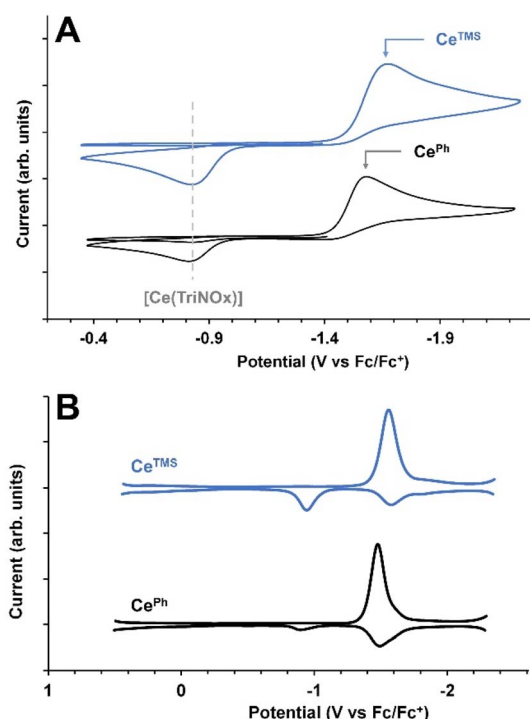 A
Current (arb. units)
Ce^TMS
Ce^Ph
[Ce(TriNOx)]
-0.4 -0.9 -1.4 -1.9
Potential (V vs Fc/Fc⁺)
B
Current (arb. units)
Ce^TMS
Ce^Ph
1 0 -1 -2
Potential (V vs Fc/Fc⁺)